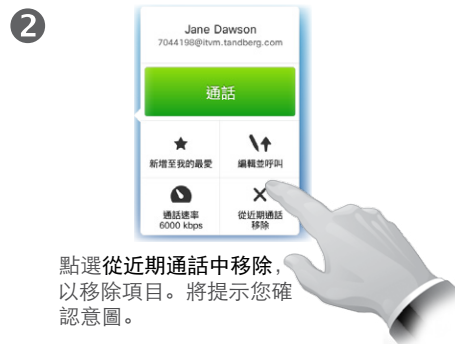 2
Jane Dawson
7044198@itvm.tandberg.com
通話
新增至我的最愛
編輯並呼叫
通話速率
6000 kbps
從近期通話
移除
點選從近期通話中移除，
以移除項目。將提示您確
認意圖。